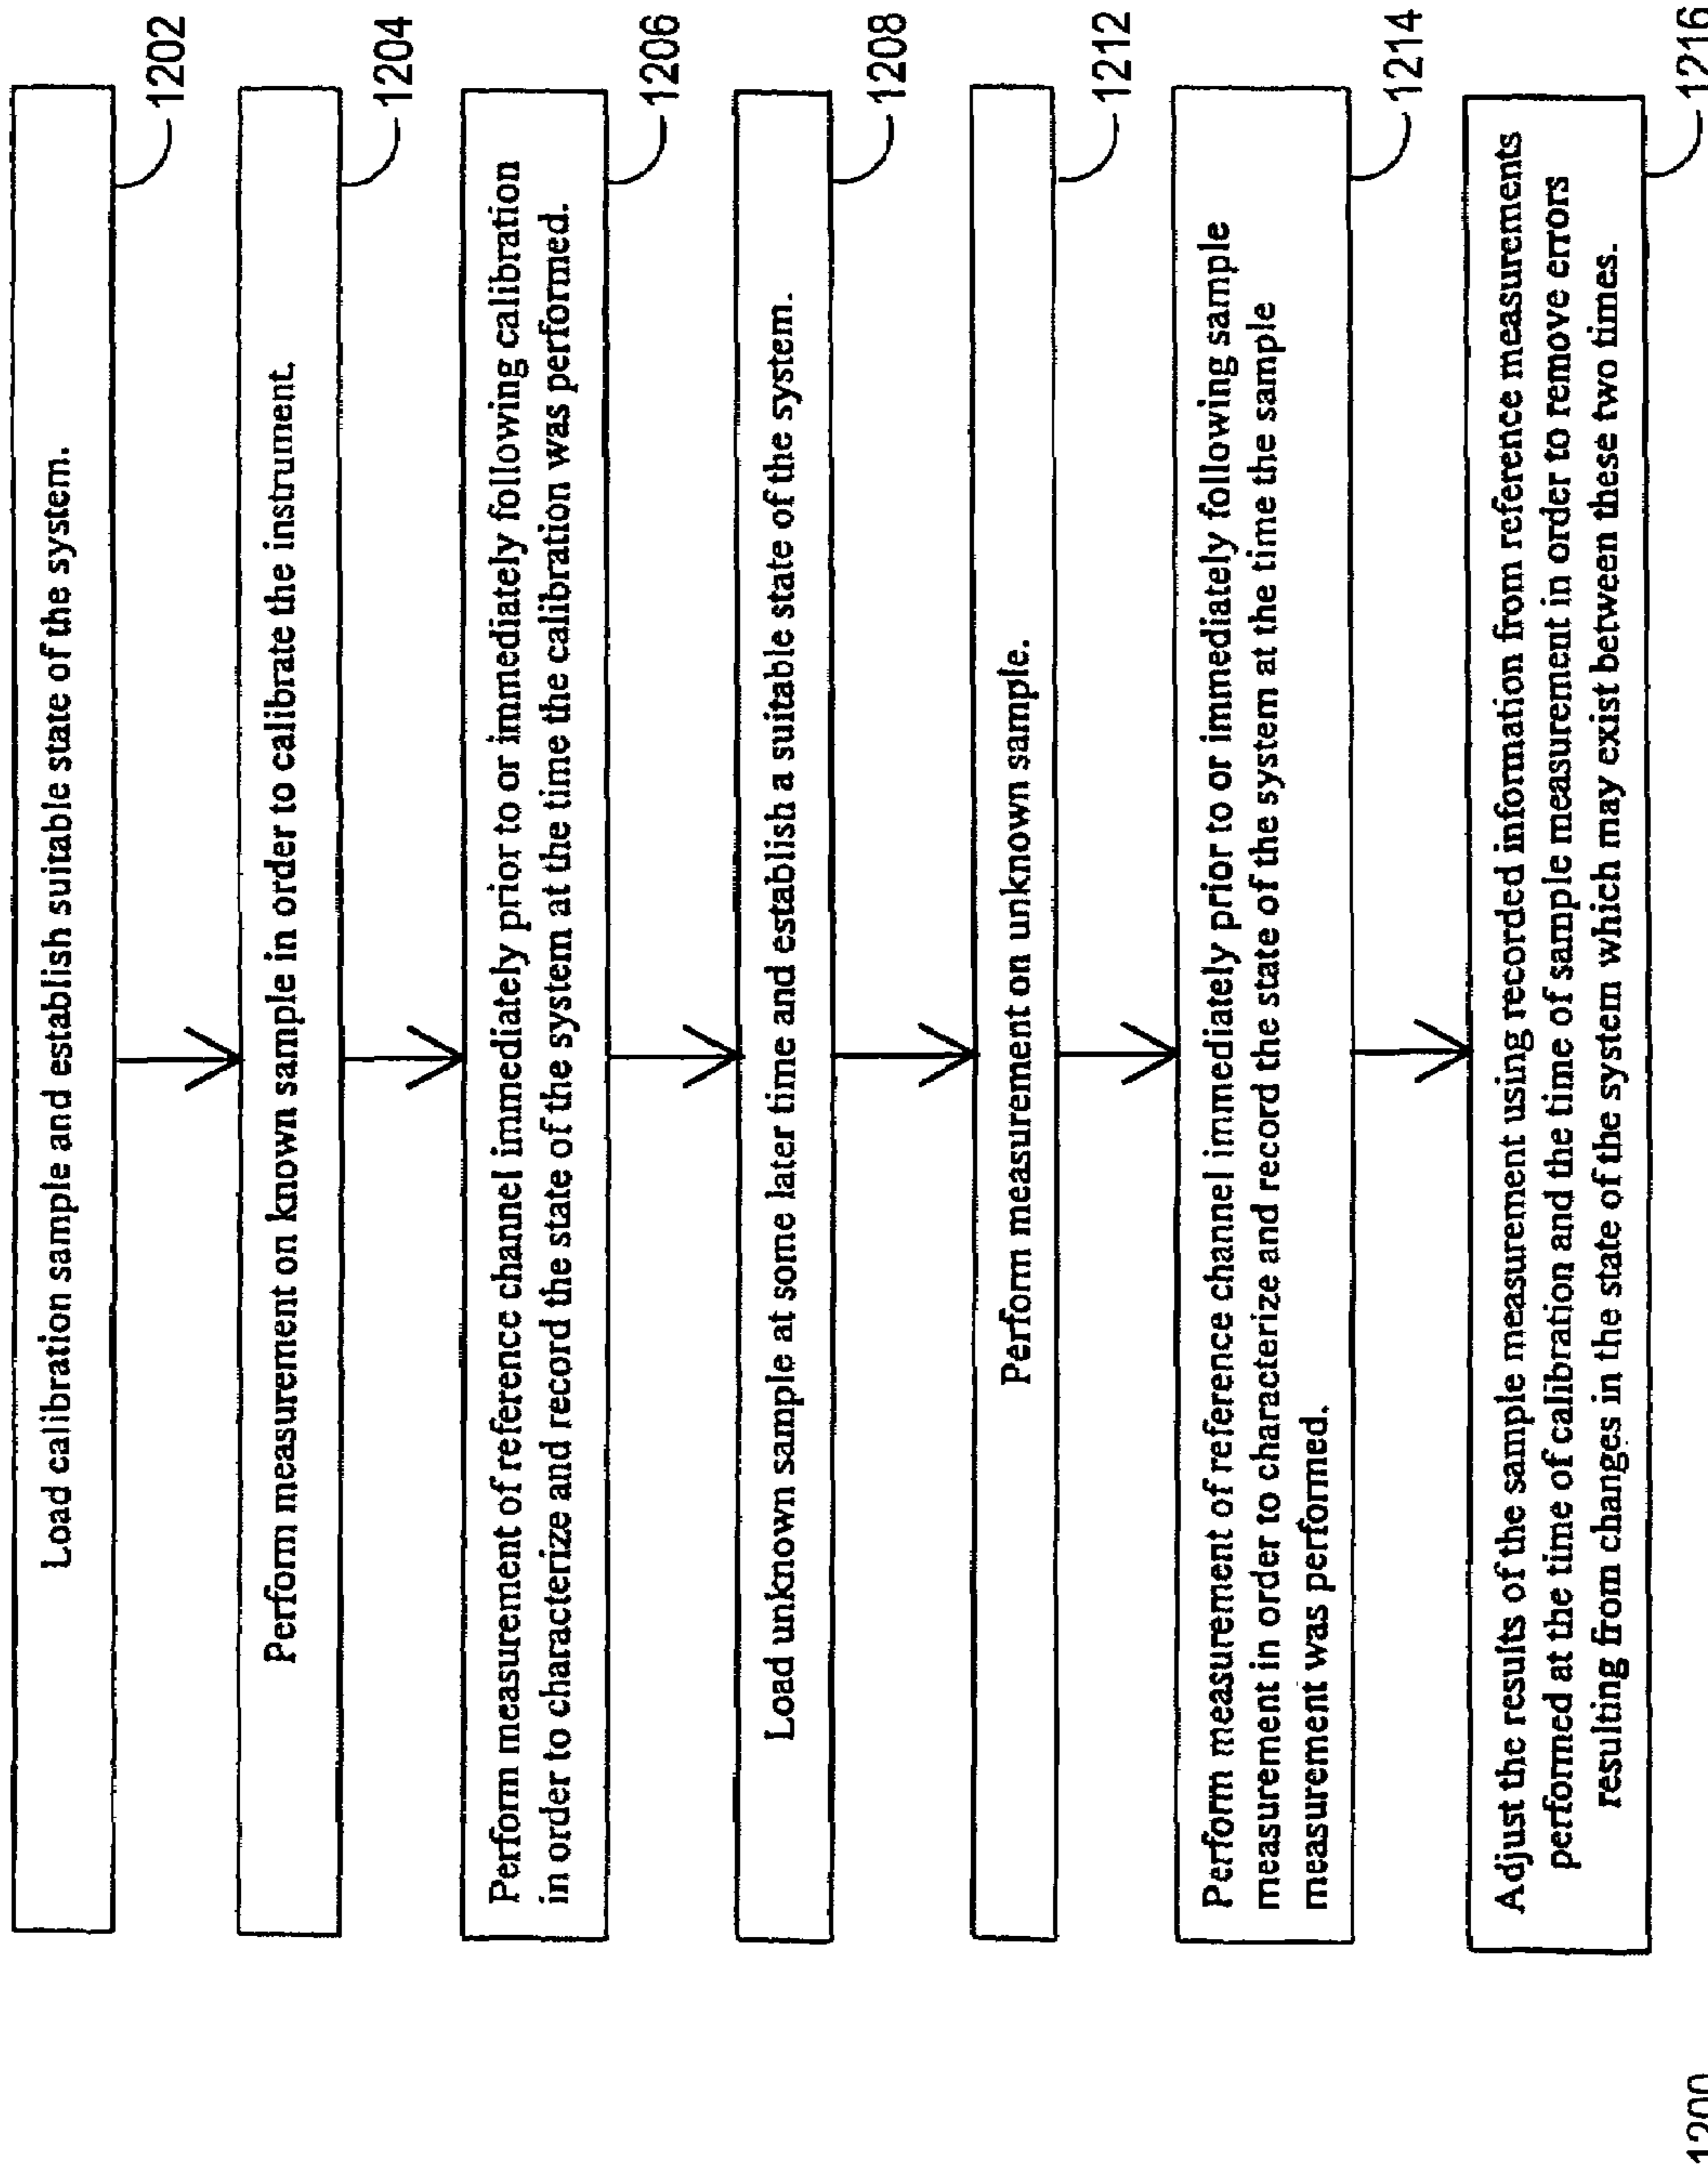 Load calibration sample and establish suitable state of the system.
1202
Perform measurement on known sample in order to calibrate the instrument.
1204
Perform measurement of reference channel immediately prior to or immediately following calibration
in order to characterize and record the state of the system at the time the calibration was performed.
1206
Load unknown sample at some later time and establish a suitable state of the system.
1208
Perform measurement on unknown sample.
1212
Perform measurement of reference channel immediately prior to or immediately following sample
measurement in order to characterize and record the state of the system at the time the sample
measurement was performed.
1214
Adjust the results of the sample measurement using recorded information from reference measurements
performed at the time of calibration and the time of sample measurement in order to remove errors
resulting from changes in the state of the system which may exist between these two times.
1216
1200